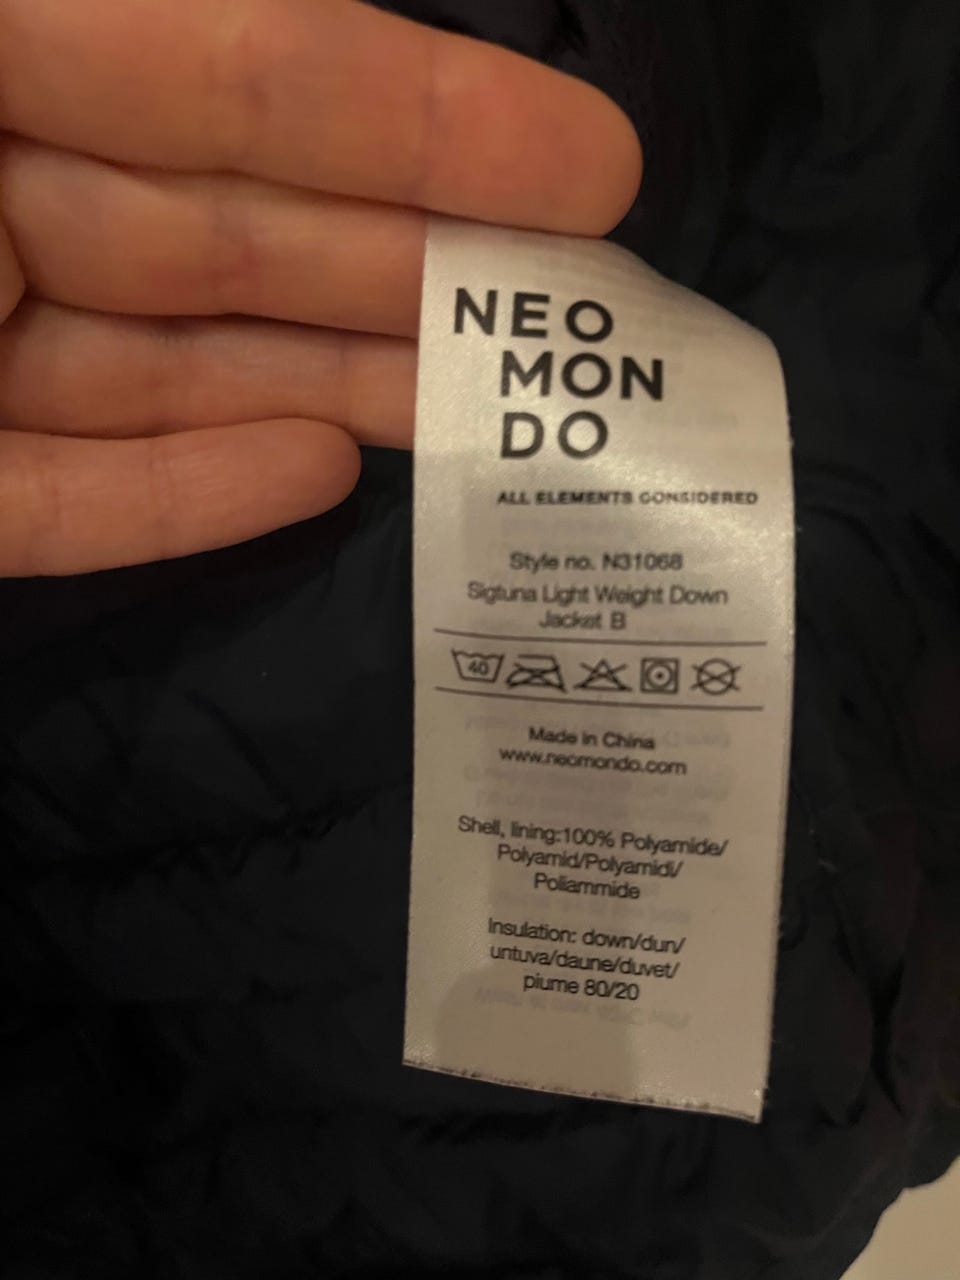 NEO
MON
DO
ALL ELEMENTS CONSIDERED
Style no. N31068
Sigtuna Light Weight Down
Jacket B
40
Made in China
www.neomondo.com
Shell, lining:100% Polyamide/
Polyamid/Polyamidi/
Poliammide
Insulation: down/dun/
untuva/daune/duvet/
piume 80/20